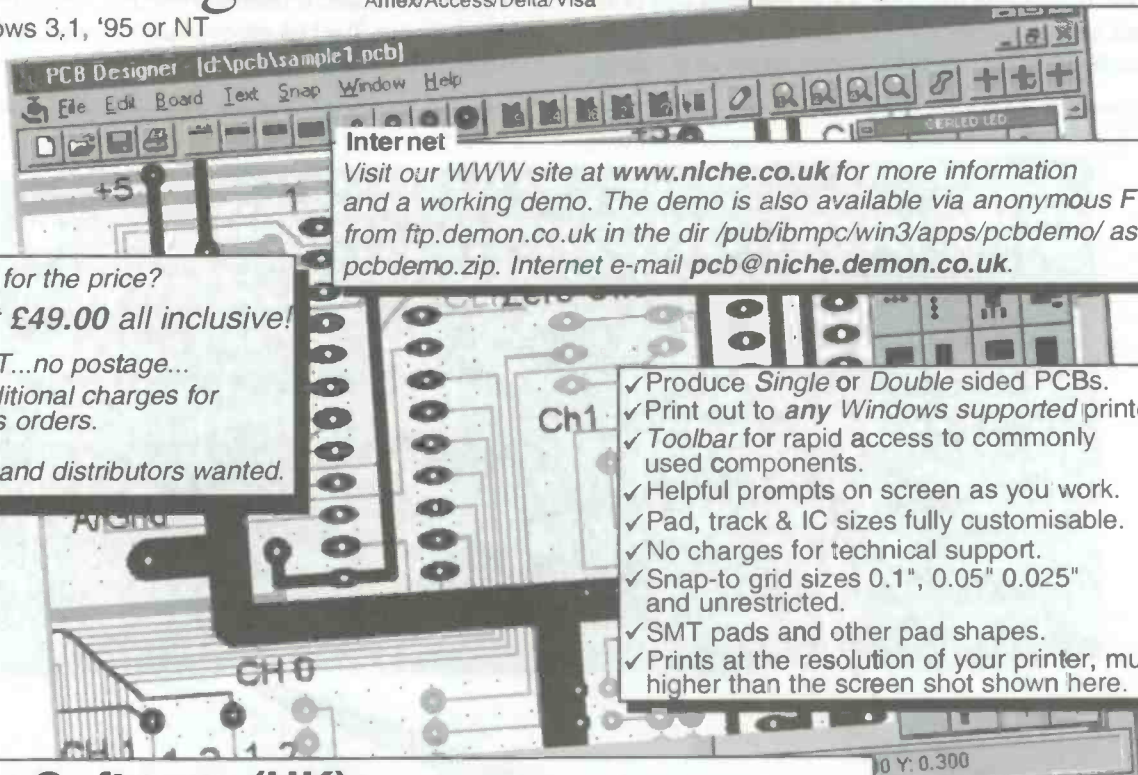 Amex/Access/Delta/Visa
ows 3.1, '95 or NT
PCB Designer - [d:\pcb\sample1.pcb]
File Edit Board Text Snap Window Help
Internet
Visit our WWW site at www.niche.co.uk for more information
and a working demo. The demo is also available via anonymous F
from ftp.demon.co.uk in the dir /pub/ibmpc/win3/apps/pcbdemo/ as
pcbdemo.zip. Internet e-mail pcb@niche.demon.co.uk.
+5
1
for the price?
£49.00 all inclusive!
T...no postage...
ditional charges for
s orders.
and distributors wanted.
Ch1
✓Produce Single or Double sided PCBs.
✓Print out to any Windows supported printe
✓Toolbar for rapid access to commonly
used components.
✓Helpful prompts on screen as you work.
✓Pad, track & IC sizes fully customisable.
✓No charges for technical support.
✓Snap-to grid sizes 0.1", 0.05" 0.025"
and unrestricted.
✓SMT pads and other pad shapes.
✓Prints at the resolution of your printer, mu
higher than the screen shot shown here.
CH 0
CH 1 1 2 1 2
0 Y: 0.300
Software (UK)